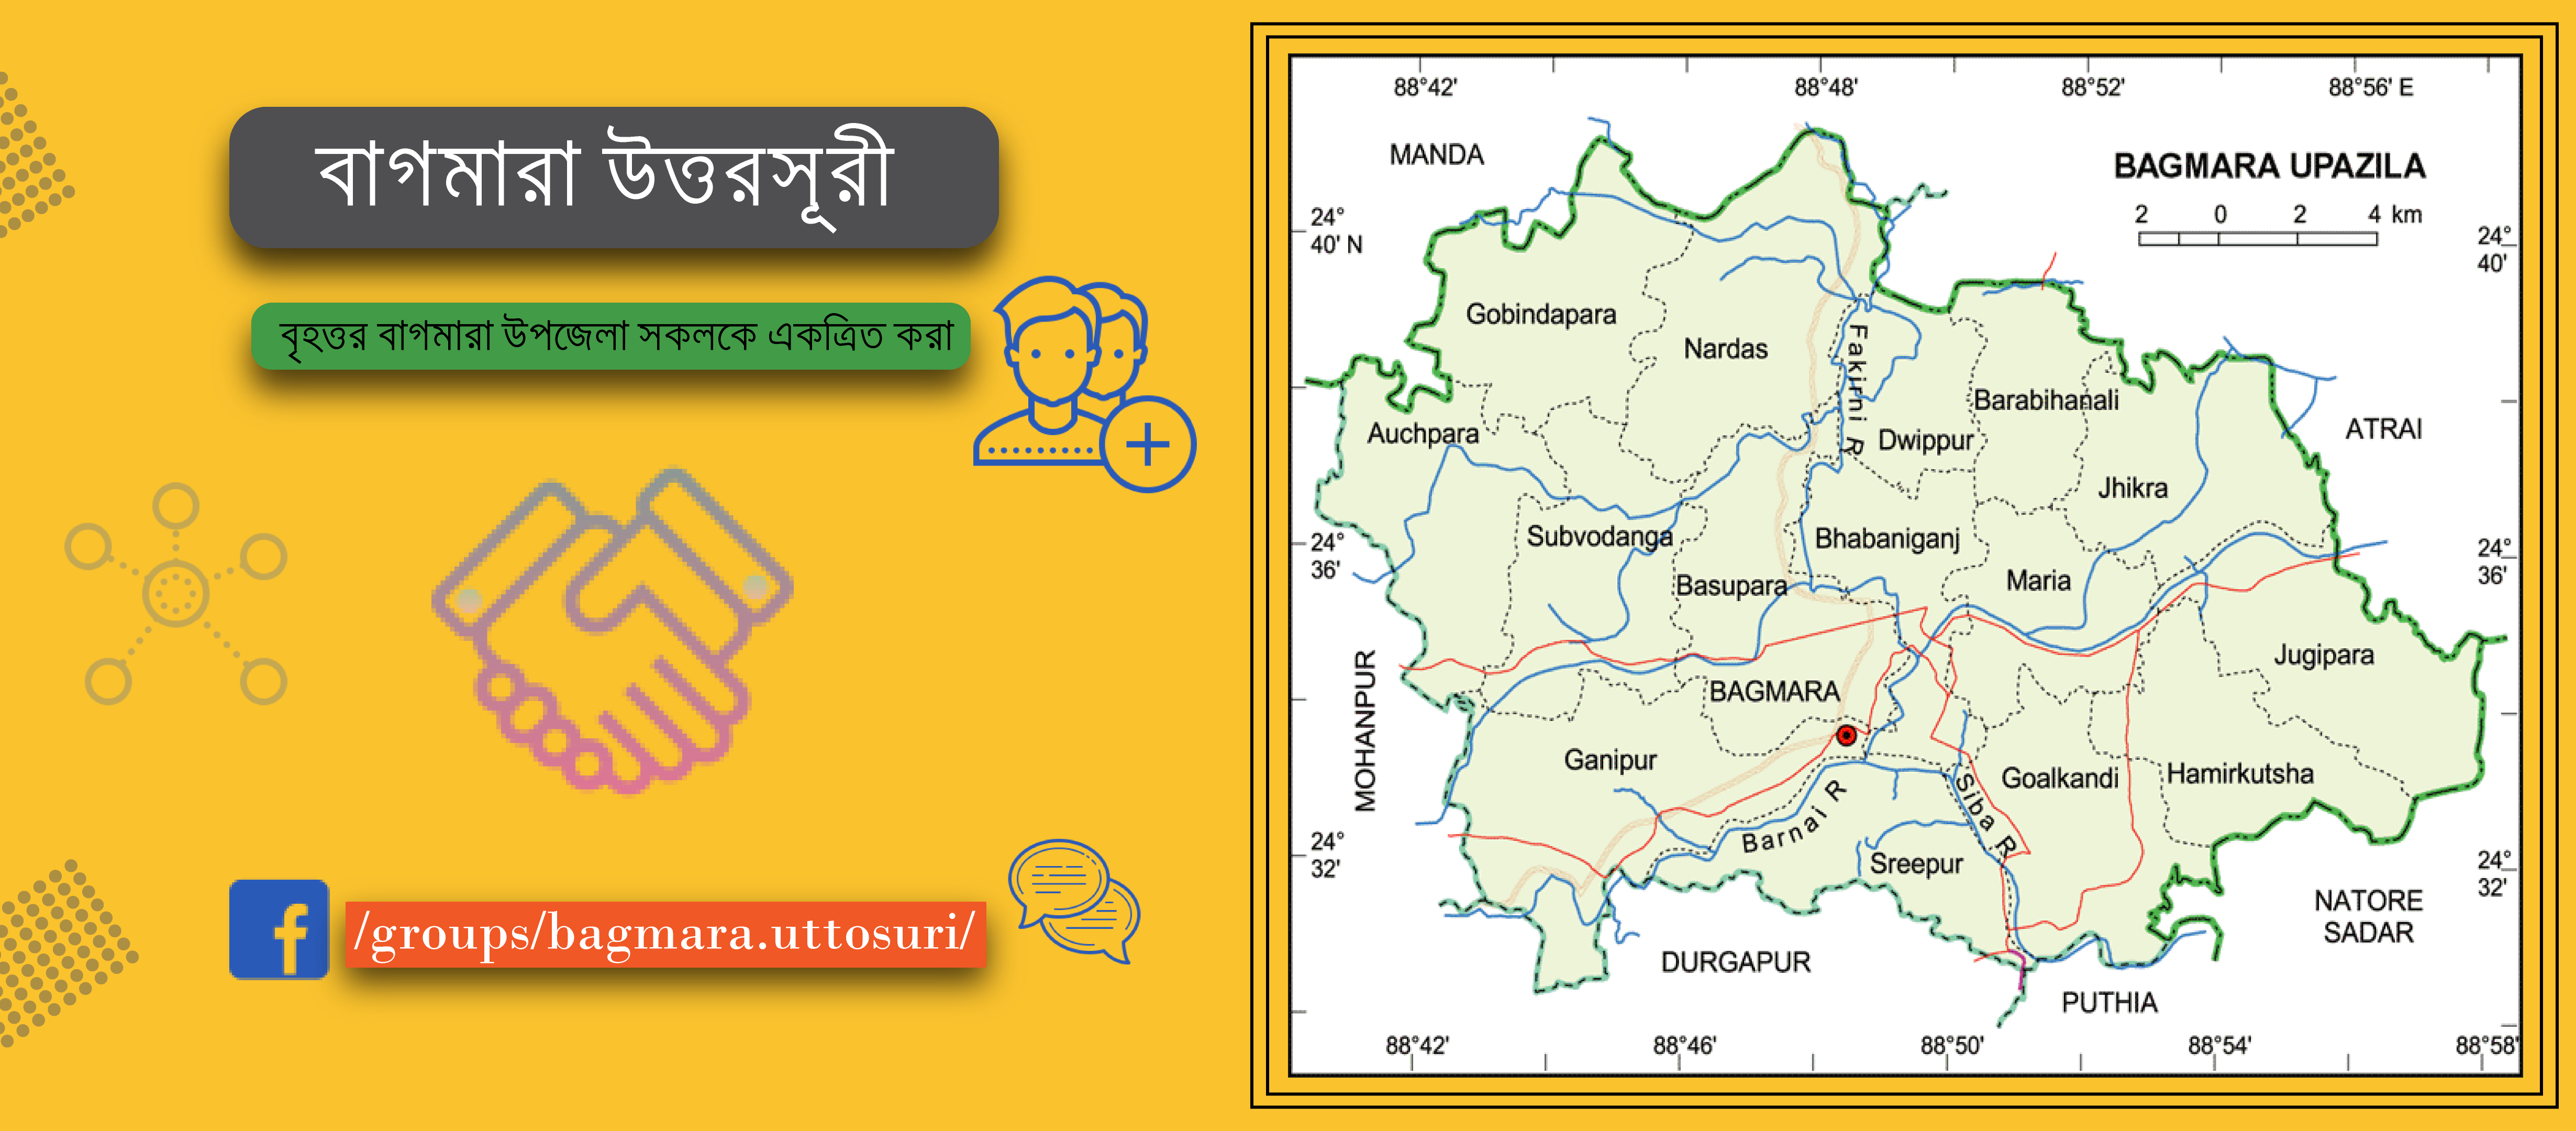 বাগমারা উত্তরসূরী
বৃহত্তর বাগমারা উপজেলা সকলকে একত্রিত করা
f /groups/bagmara.uttosuri/
88°42' 88°48' 88°52' 88°56' E
MANDA
BAGMARA UPAZILA
2 0 2 4 km
24° 40' N
24° 40'
Gobindapara
Nardas
Fakirni R
Barabihanali
Auchpara
Dwippur
ATRAI
Jhikra
Subvodanga
Bhabaniganj
24° 36'
24° 36'
Basupara
Maria
MOHANPUR
Jugipara
BAGMARA
Ganipur
Goalkandi
Hamirkutsha
Barnai R
Siba R
Sreepur
24° 32'
24° 32'
NATORE
SADAR
DURGAPUR
PUTHIA
88°42' 88°46' 88°50' 88°54' 88°58'